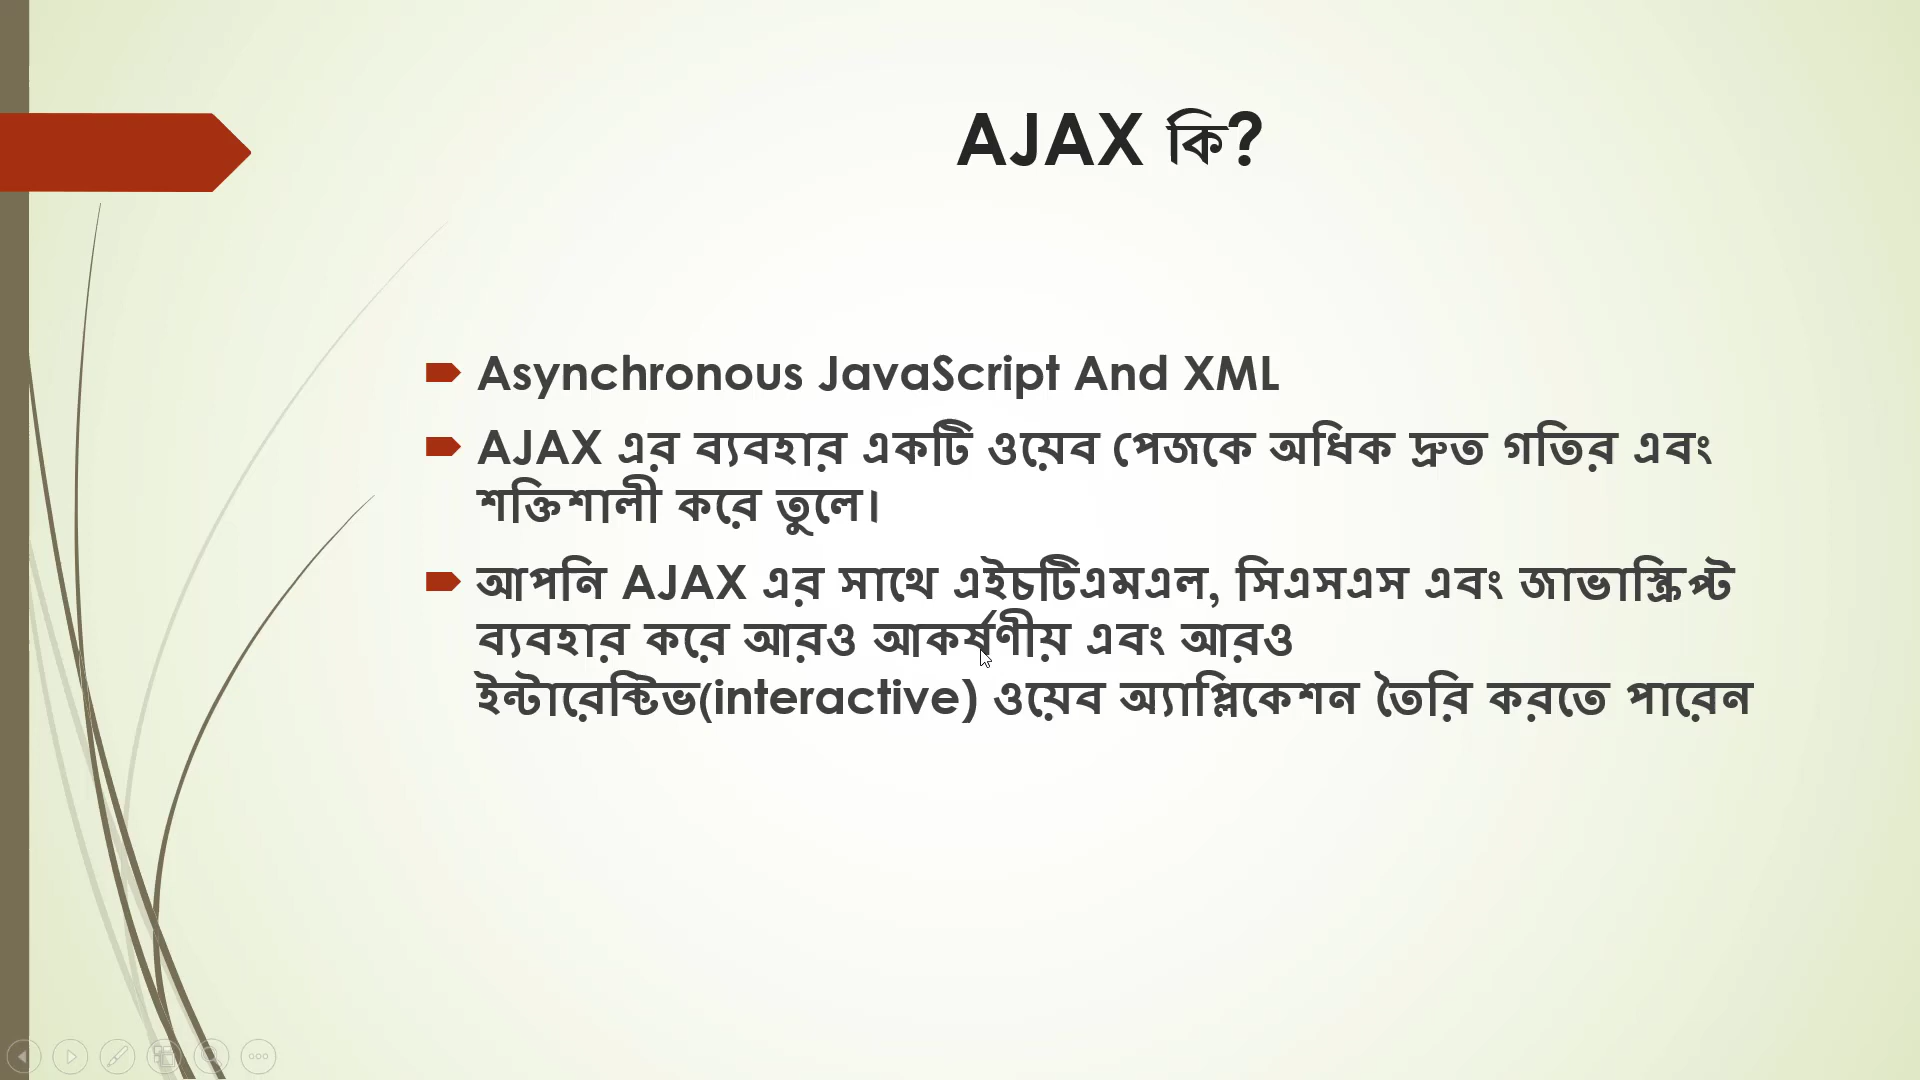 AJAX কি?
Asynchronous JavaScript And XML
AJAX এর ব্যবহার একটি ওয়েব পেজকে অধিক দ্রুত গতির এবং
শক্তিশালী করে তুলে।
আপনি AJAX এর সাথে এইচটিএমএল, সিএসএস এবং জাভাস্ক্রিপ্ট
ব্যবহার করে আরও আকর্ষণীয় এবং আরও
ইন্টারেক্টিভ(interactive) ওয়েব অ্যাপ্লিকেশন তৈরি করতে পারেন